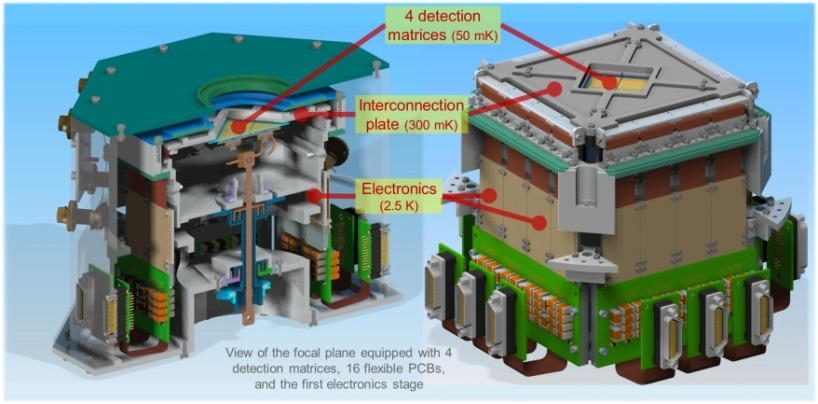 4 detection
matrices (50 mK)
Interconnection
plate (300 mK)
Electronics
(2.5 K)
View of the focal plane equipped with 4
detection matrices, 16 flexible PCBs,
and the first electronics stage